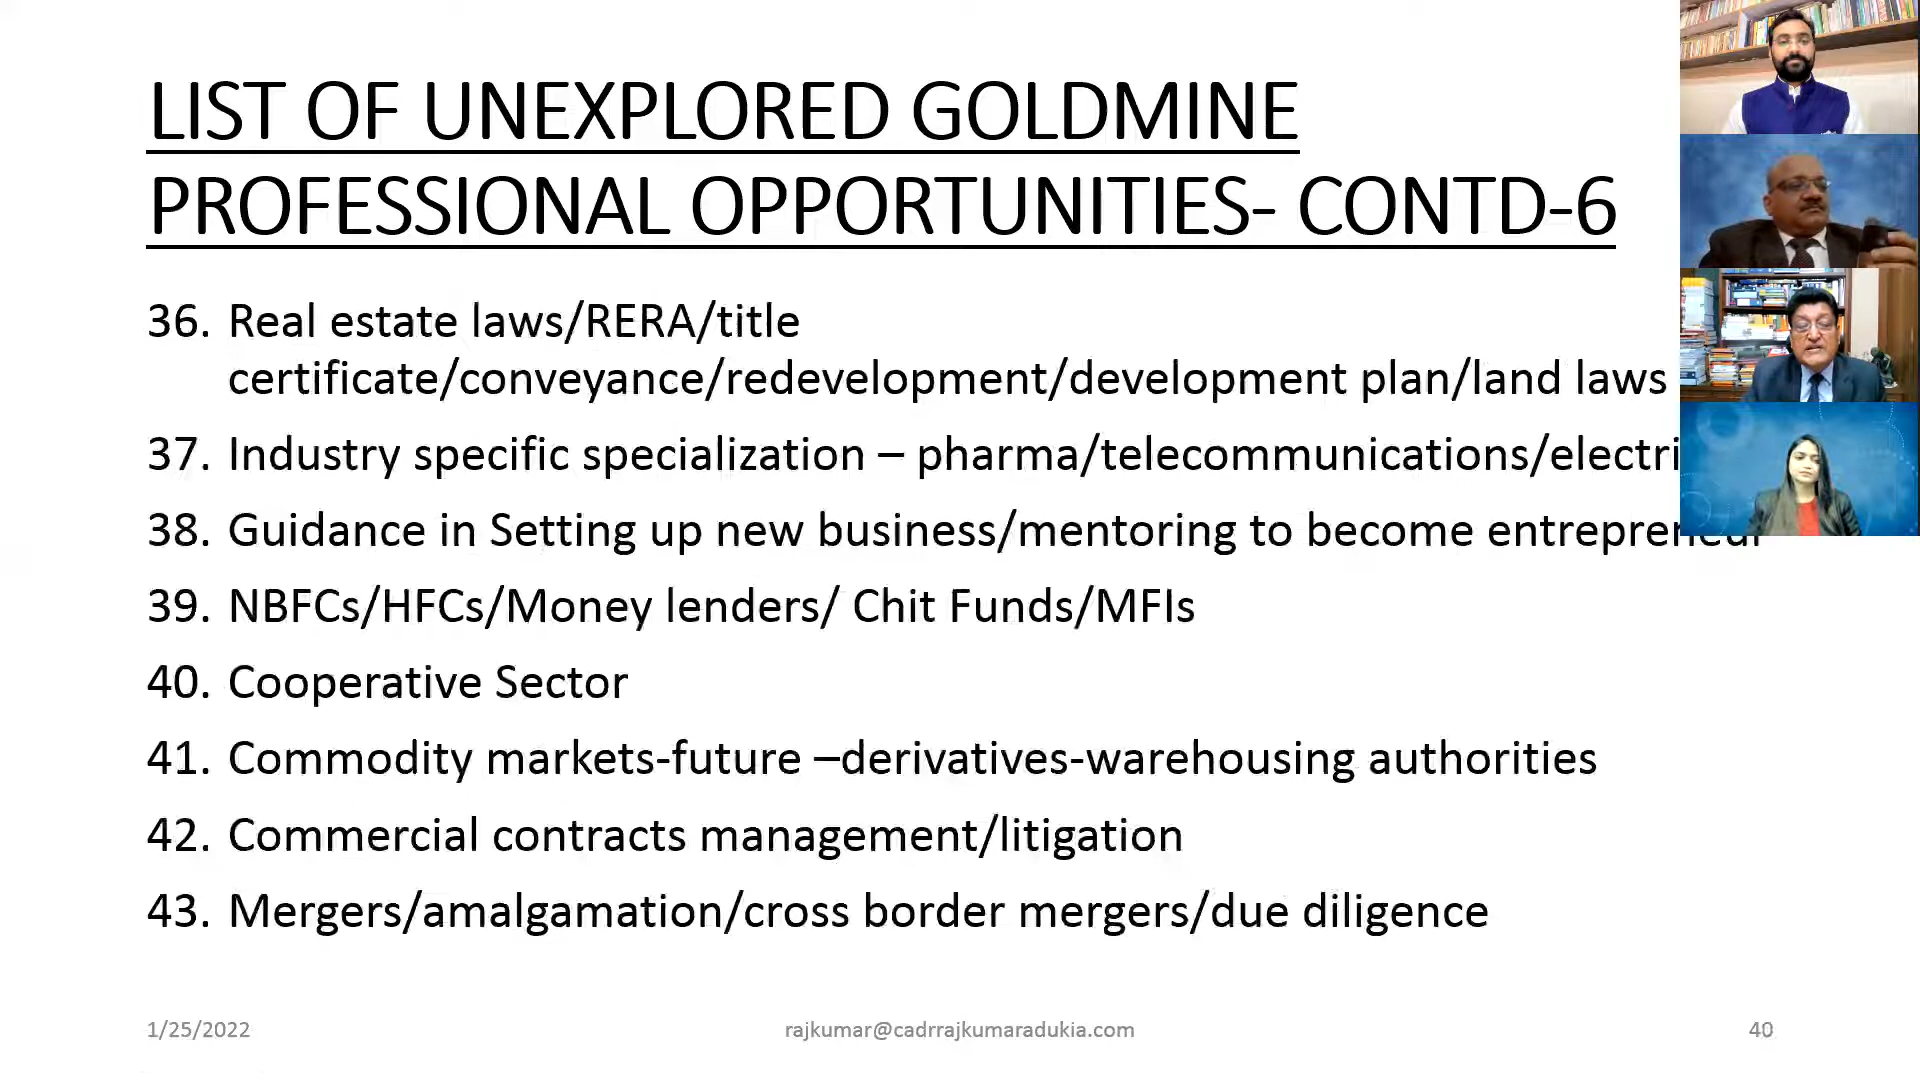 LIST OF UNEXPLORED GOLDMINE
PROFESSIONAL OPPORTUNITIES- CONTD-6
36. Real estate laws/RERA/title
certificate/conveyance/redevelopment/development plan/land laws
37. Industry specific specialization – pharma/telecommunications/electri
38. Guidance in Setting up new business/mentoring to become entrepreneur
39. NBFCs/HFCs/Money lenders/ Chit Funds/MFIs
40. Cooperative Sector
41. Commodity markets-future –derivatives-warehousing authorities
42. Commercial contracts management/litigation
43. Mergers/amalgamation/cross border mergers/due diligence
1/25/2022
rajkumar@cadrrajkumaradukia.com
40